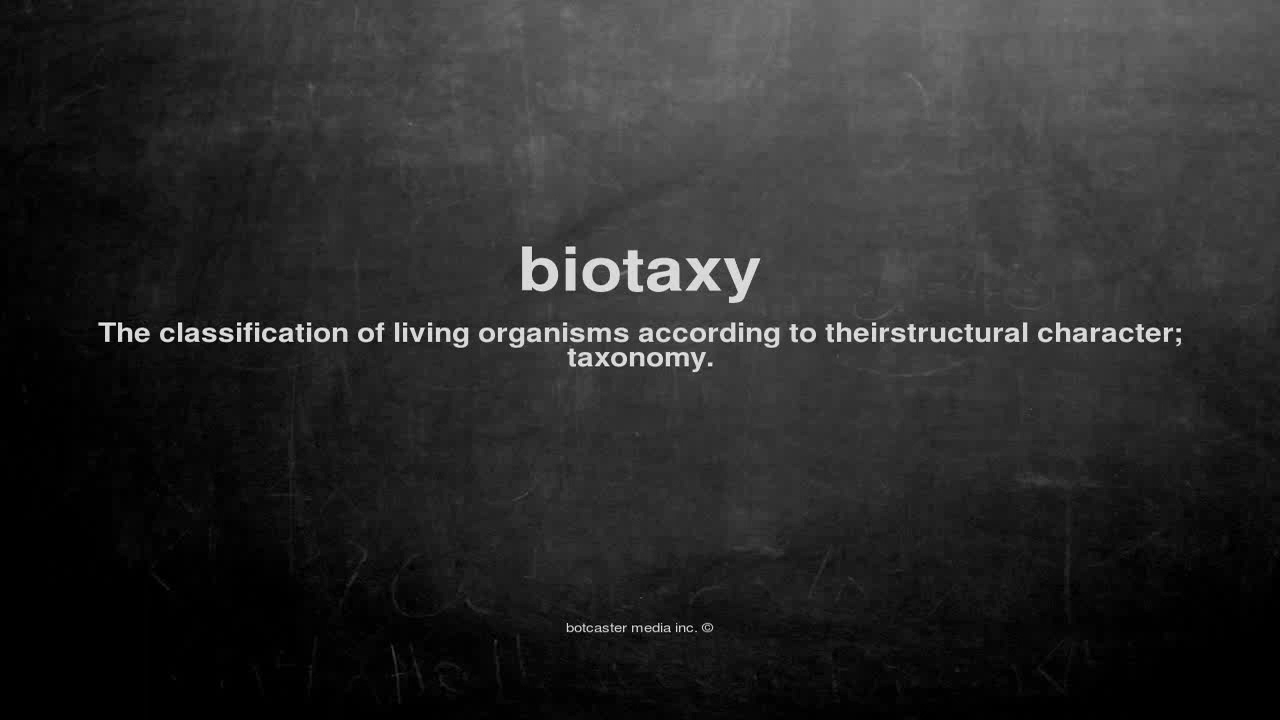 biotaxy
The classification of living organisms according to theirstructural character;
taxonomy.
botcaster media inc. ©